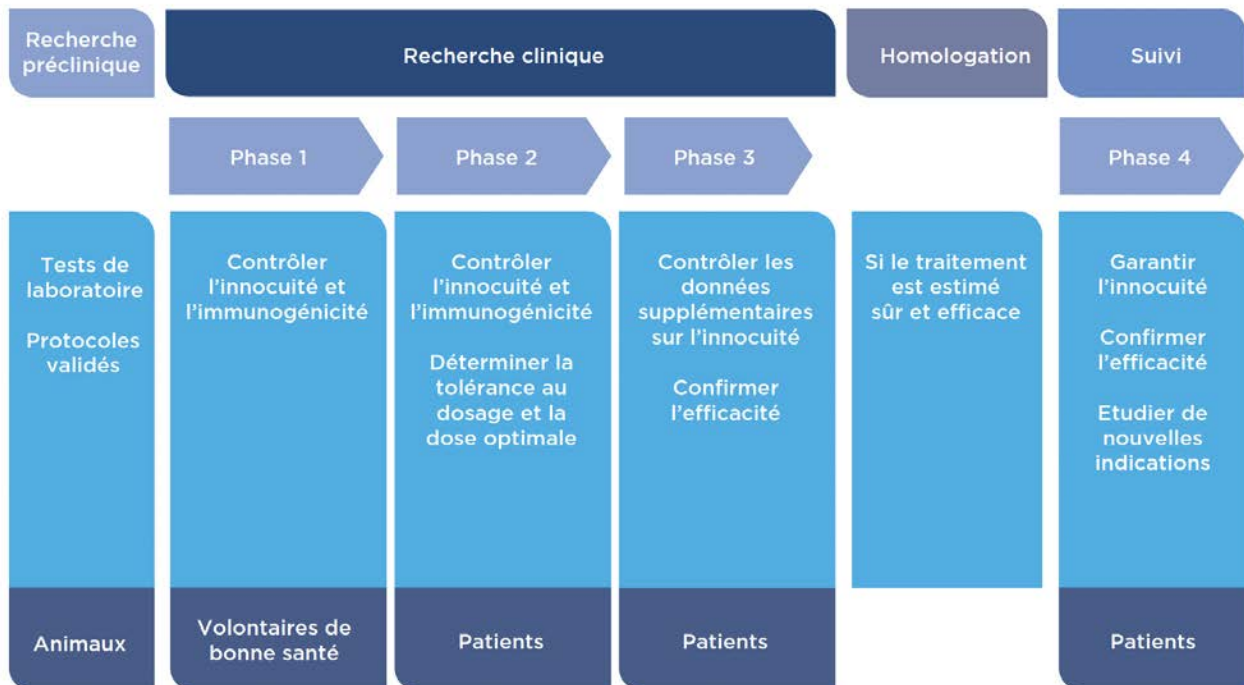 Recherche
préclinique
Recherche clinique
Homologation
Suivi
Phase 1
Phase 2
Phase 3
Phase 4
Tests de
laboratoire
Protocoles
validés
Contrôler
l'innocuité et
l'immunogénicité
Contrôler
l'innocuité et
l'immunogénicité
Déterminer la
tolérance au
dosage et la
dose optimale
Contrôler les
données
supplémentaires
sur l'innocuité
Confirmer
l'efficacité
Si le traitement
est estimé
sûr et efficace
Garantir
l'innocuité
Confirmer
l'efficacité
Etudier de
nouvelles
indications
Animaux
Volontaires de
bonne santé
Patients
Patients
Patients